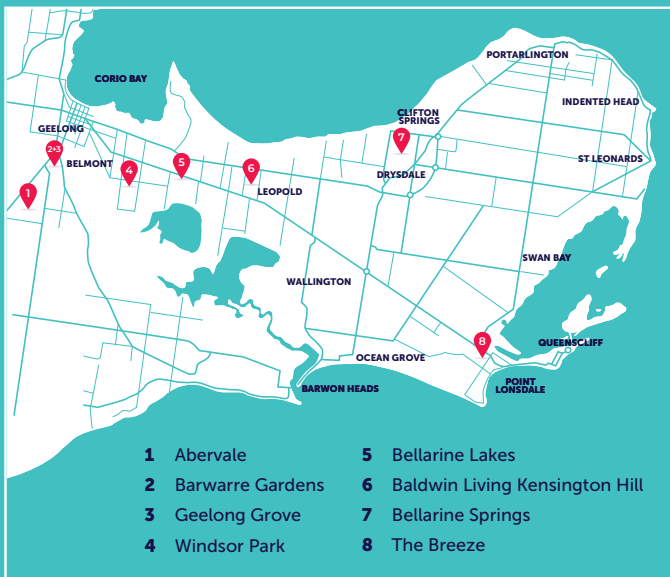 PORTARLINGTON
CORIO BAY
INDENTED HEAD
CLIFTON
SPRINGS
GEELONG
7
2+3
BELMONT
4
5
6
ST LEONARDS
DRYSDALE
1
LEOPOLD
SWAN BAY
WALLINGTON
8
QUEENSCLIFF
OCEAN GROVE
POINT
LONSDALE
BARWON HEADS
1 Abervale
2 Barwarre Gardens
3 Geelong Grove
4 Windsor Park
5 Bellarine Lakes
6 Baldwin Living Kensington Hill
7 Bellarine Springs
8 The Breeze